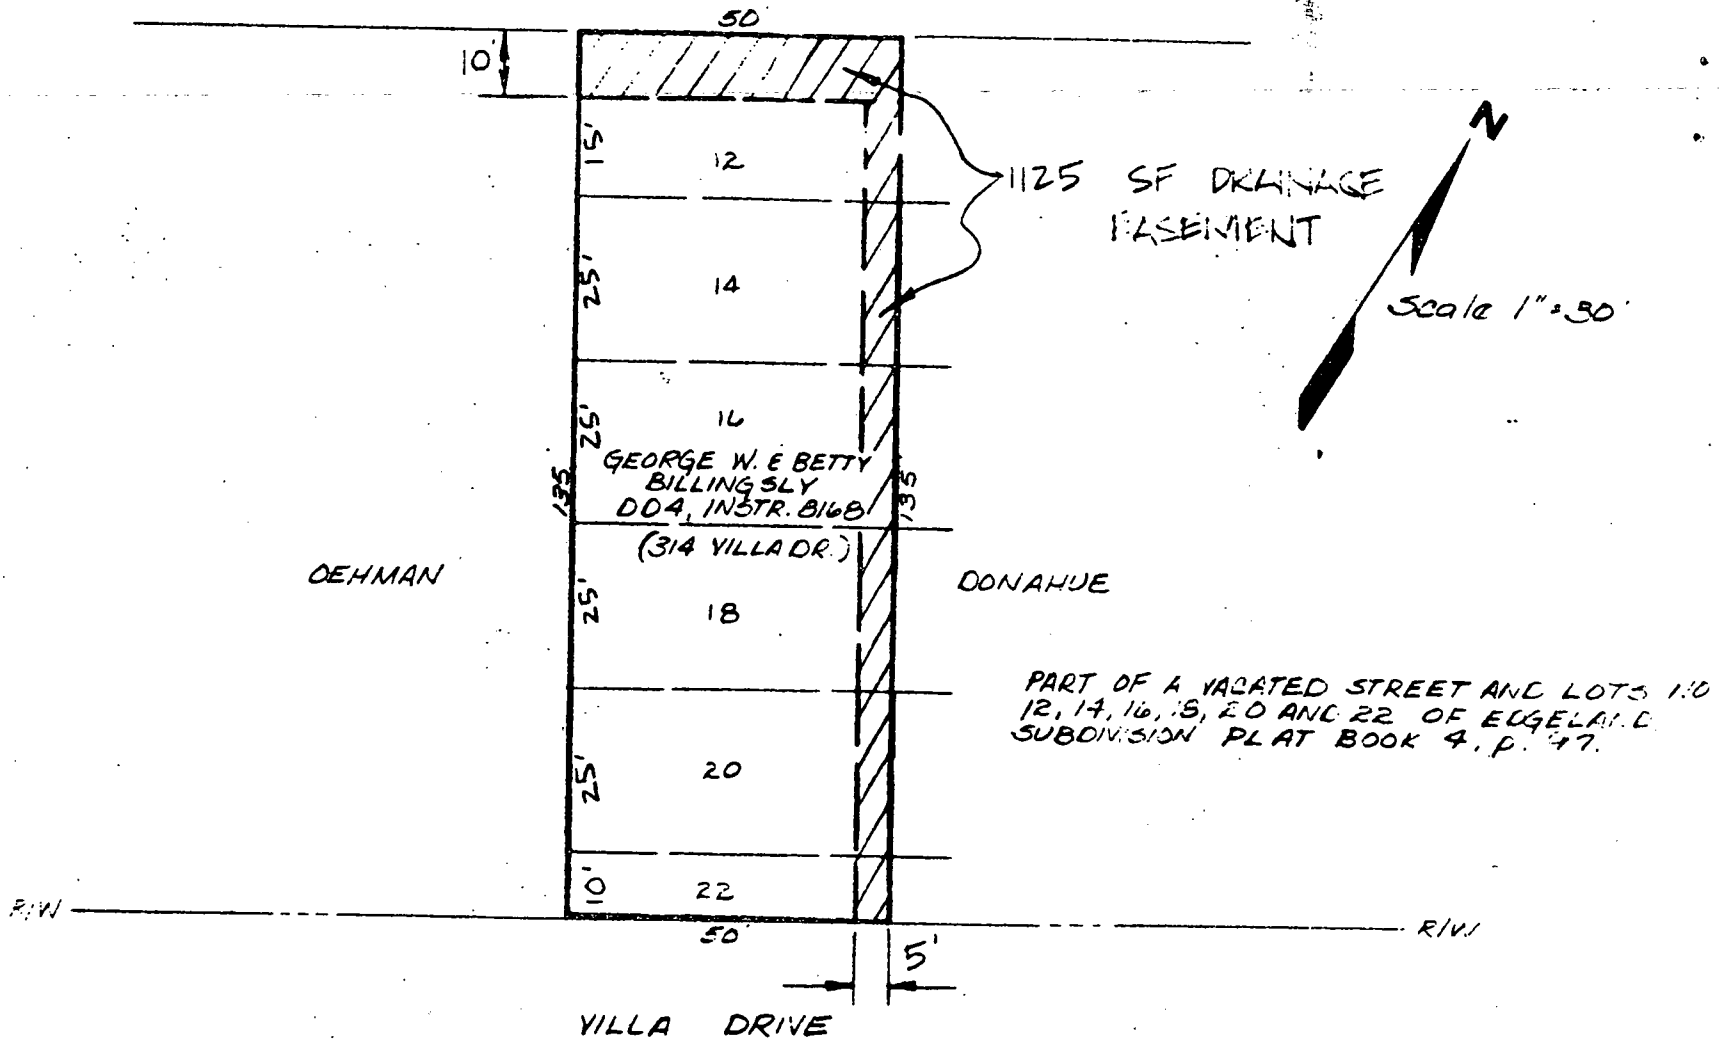 50'
10'
15'
12
1125 SF DRAINAGE
EASEMENT
N
25'
14
Scale 1"=30'
25'
16
GEORGE W. & BETTY
BILLINGSLY
DD4, INSTR. 8168
135
135
(314 VILLA DR.)
OEHMAN
DONAHUE
25'
18
PART OF A VACATED STREET AND LOTS
12, 14, 16, 18, 20 AND 22 OF EDGELAND
SUBDIVISION PLAT BOOK 4, p. 47.
25'
20
10'
22
R/W
R/W
50'
5'
VILLA DRIVE